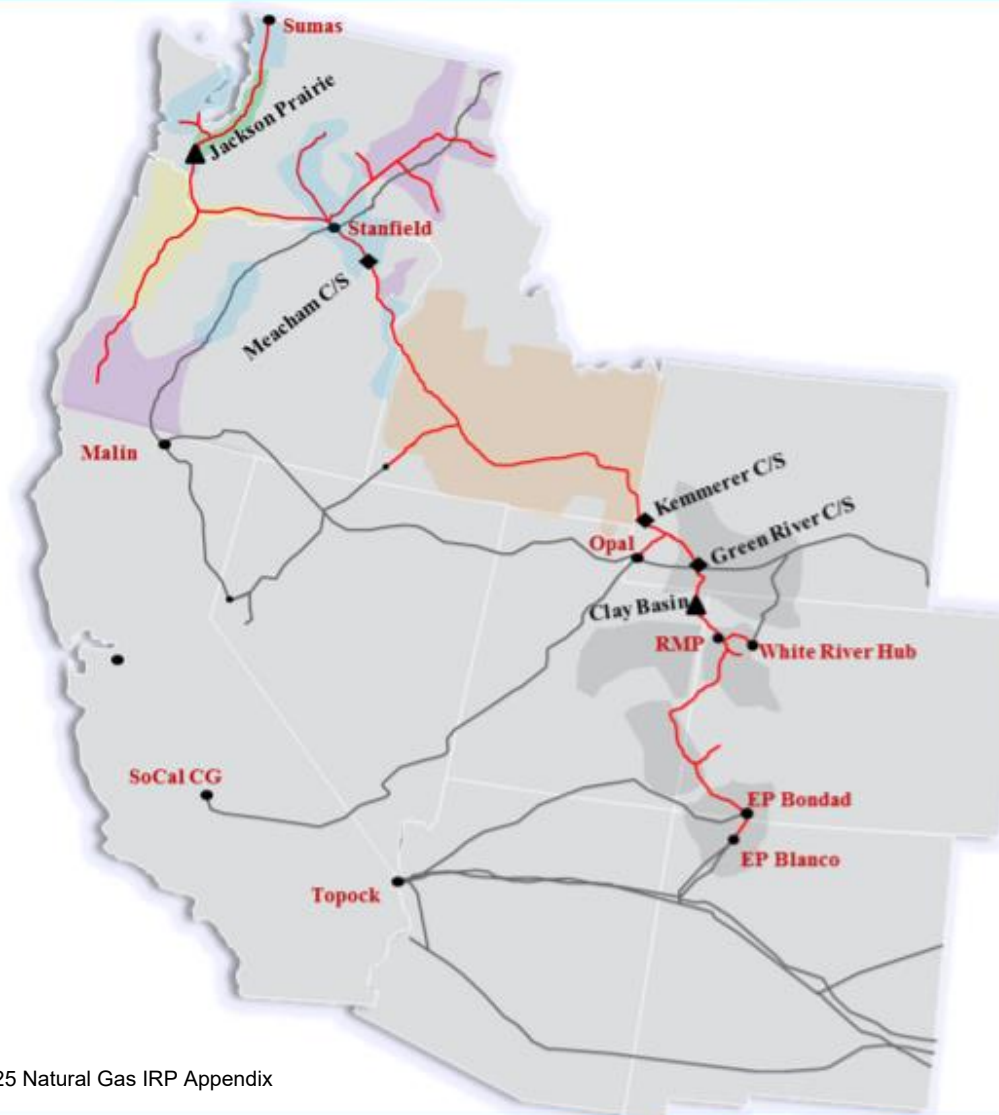 Sumas
Jackson Prairie
Stanfield
Meacham C/S
Malin
Kemmerer C/S
Opal
Green River C/S
Clay Basin
RMP
White River Hub
SoCal CG
EP Bondad
EP Blanco
Topock
25 Natural Gas IRP Appendix